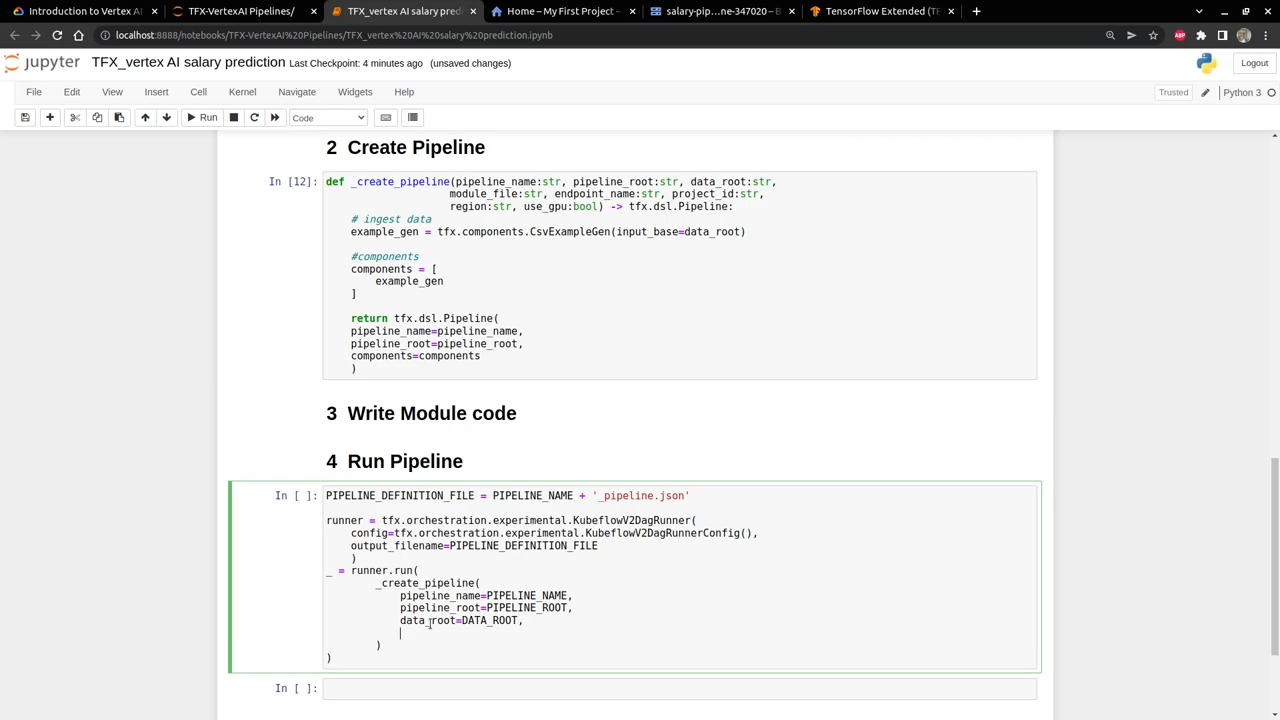 Introduction to Vertex AI
TFX-VertexAI Pipelines/
TFX_vertex AI salary pred
Home – My First Project –
salary-pip...ne-347020 – B
TensorFlow Extended (TF
localhost:8888/notebooks/TFX-VertexAI%20Pipelines/TFX_vertex%20AI%20salary%20prediction.ipynb
ABP
jupyter TFX_vertex AI salary prediction Last Checkpoint: 4 minutes ago (unsaved changes)
Logout
File Edit View Insert Cell Kernel Navigate Widgets Help
Trusted
Python 3
Run
Code
2 Create Pipeline
In [12]: def _create_pipeline(pipeline_name:str, pipeline_root:str, data_root:str,
module_file:str, endpoint_name:str, project_id:str,
region:str, use_gpu:bool) -> tfx.dsl.Pipeline:
# ingest data
example_gen = tfx.components.CsvExampleGen(input_base=data_root)
#components
components = [
example_gen
]
return tfx.dsl.Pipeline(
pipeline_name=pipeline_name,
pipeline_root=pipeline_root,
components=components
)
3 Write Module code
4 Run Pipeline
In [ ]: PIPELINE_DEFINITION_FILE = PIPELINE_NAME + '_pipeline.json'
runner = tfx.orchestration.experimental.KubeflowV2DagRunner(
config=tfx.orchestration.experimental.KubeflowV2DagRunnerConfig(),
output_filename=PIPELINE_DEFINITION_FILE
)
_ = runner.run(
_create_pipeline(
pipeline_name=PIPELINE_NAME,
pipeline_root=PIPELINE_ROOT,
data_root=DATA_ROOT,
)
)
In [ ]: